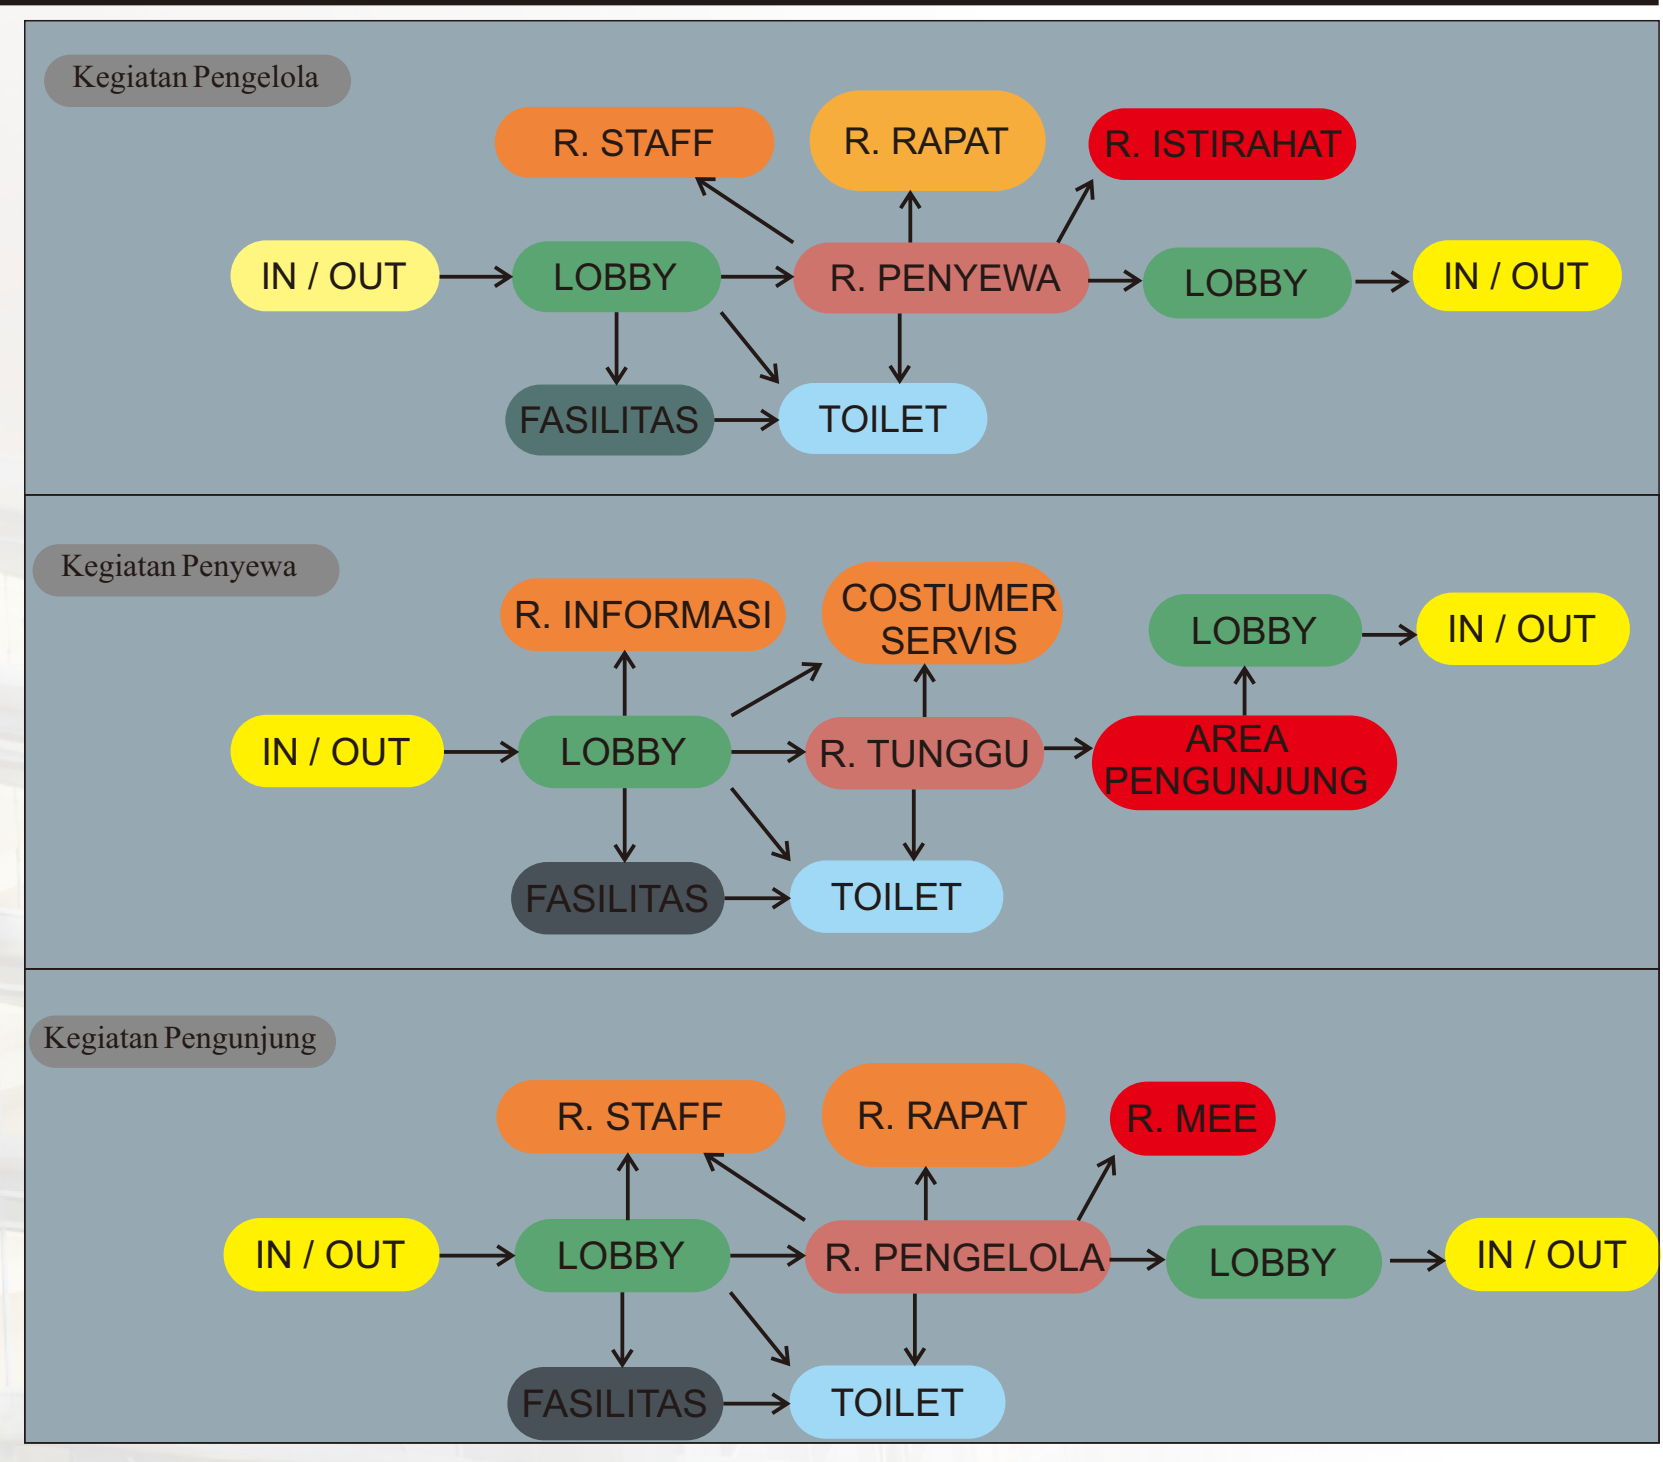 Kegiatan Pengelola
R. STAFF
R. RAPAT
R. ISTIRAHAT
IN / OUT
LOBBY
R. PENYEWA
LOBBY
IN / OUT
FASILITAS
TOILET
Kegiatan Penyewa
R. INFORMASI
COSTUMER
SERVIS
LOBBY
IN / OUT
IN / OUT
LOBBY
R. TUNGGU
AREA
PENGUNJUNG
FASILITAS
TOILET
Kegiatan Pengunjung
R. STAFF
R. RAPAT
R. MEE
IN / OUT
LOBBY
R. PENGELOLA
LOBBY
IN / OUT
FASILITAS
TOILET